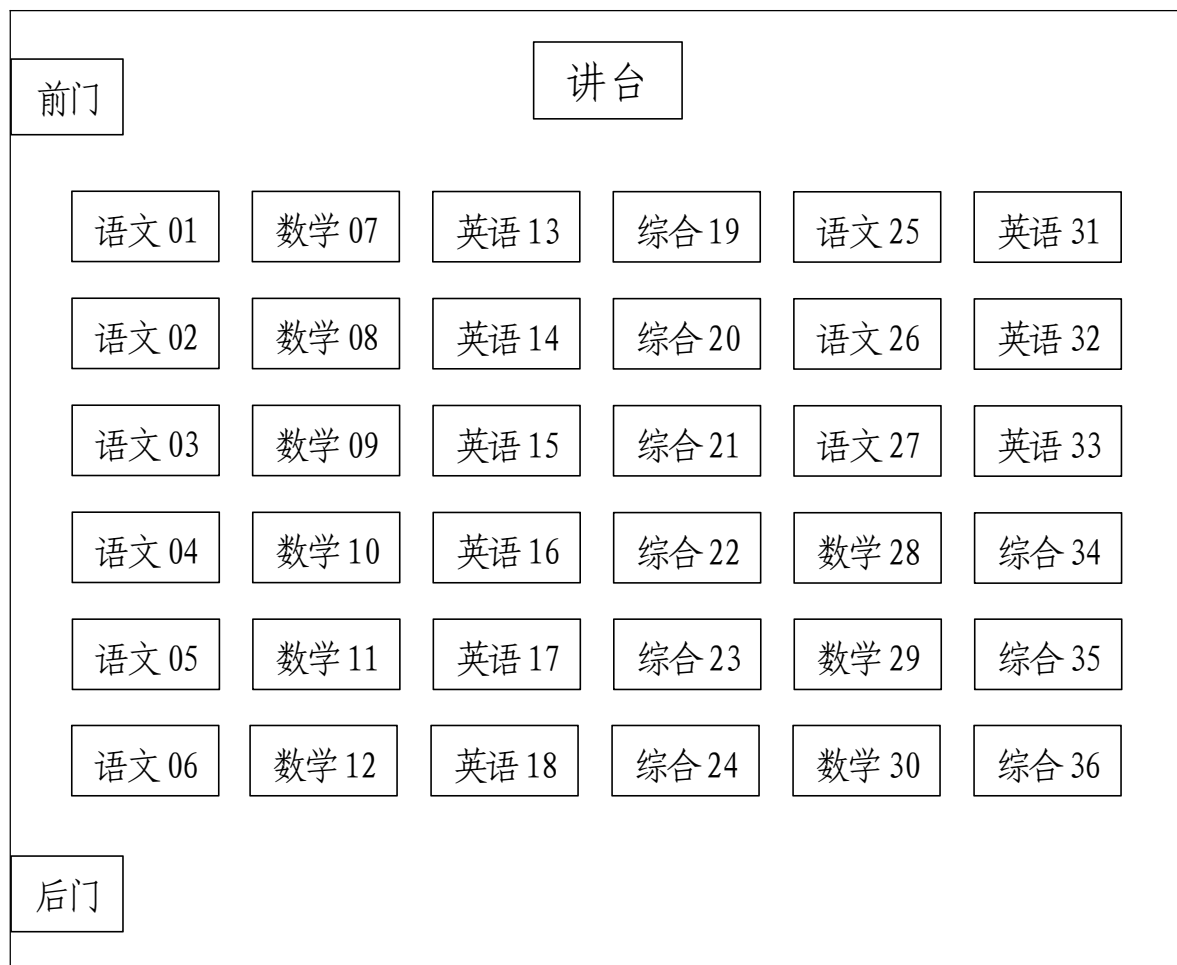 讲台
前门
语文 01 数学 07 英语 13 综合 19 语文 25 英语 31
语文 02 数学 08 英语 14 综合 20 语文 26 英语 32
语文 03 数学 09 英语 15 综合 21 语文 27 英语 33
语文 04 数学 10 英语 16 综合 22 数学 28 综合 34
语文 05 数学 11 英语 17 综合 23 数学 29 综合 35
语文 06 数学 12 英语 18 综合 24 数学 30 综合 36
后门